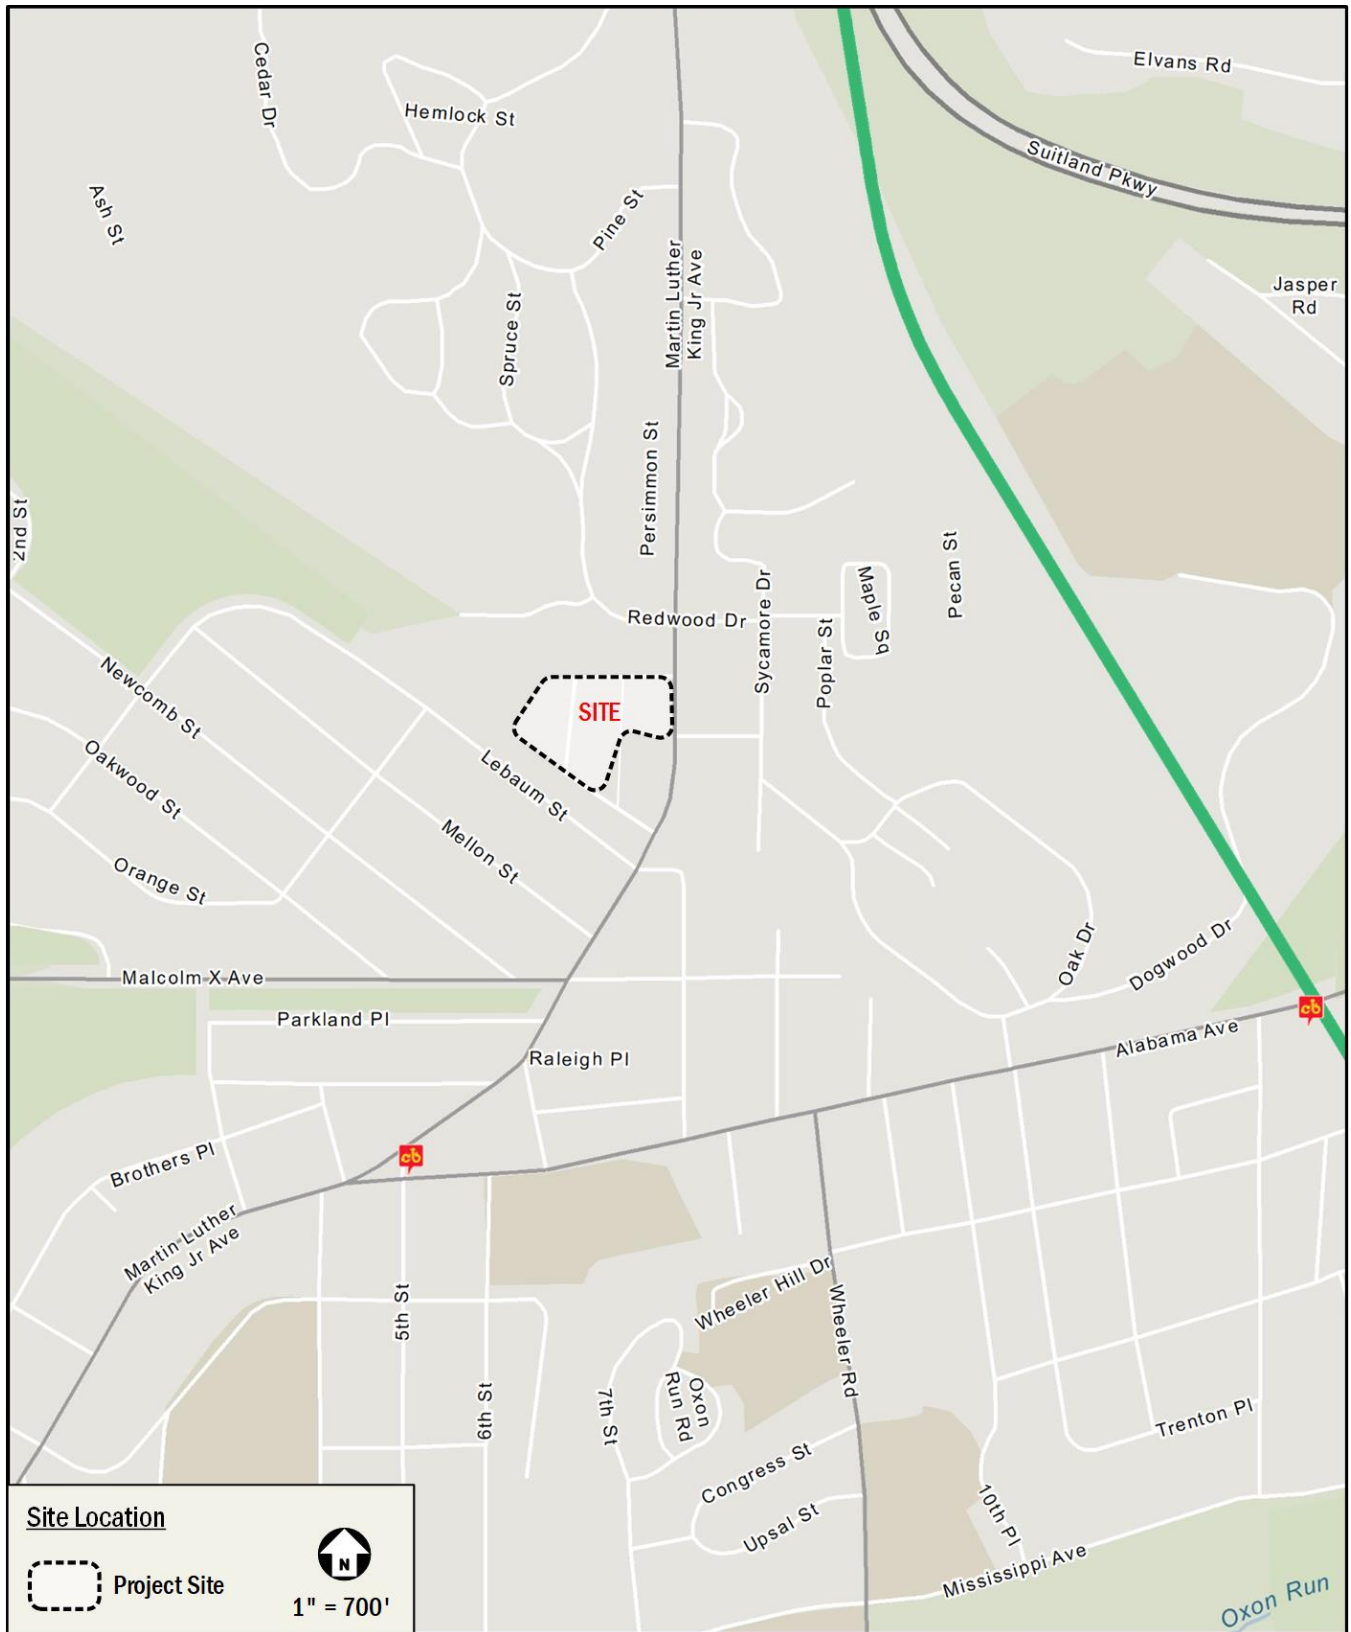 Elvans Rd
Cedar Dr
Hemlock St
Suitland Pkwy
Ash St
Pine St
Martin Luther
King Jr Ave
Jasper
Rd
Spruce St
Persimmon St
2nd St
Pecan St
Maple Sq
Sycamore Dr
Redwood Dr
Poplar St
Newcomb St
SITE
Oakwood St
Lebaum St
Mellon St
Orange St
Oak Dr
Dogwood Dr
Malcolm X Ave
cb
Parkland Pl
Alabama Ave
Raleigh Pl
cb
Brothers Pl
Martin Luther
King Jr Ave
Wheeler Hill Dr
5th St
Wheeler Rd
6th St
7th St
Oxon
Run Rd
Trenton Pl
Congress St
Upsal St
10th Pl
Mississippi Ave
Oxon Run
Site Location
N
Project Site
1" = 700'